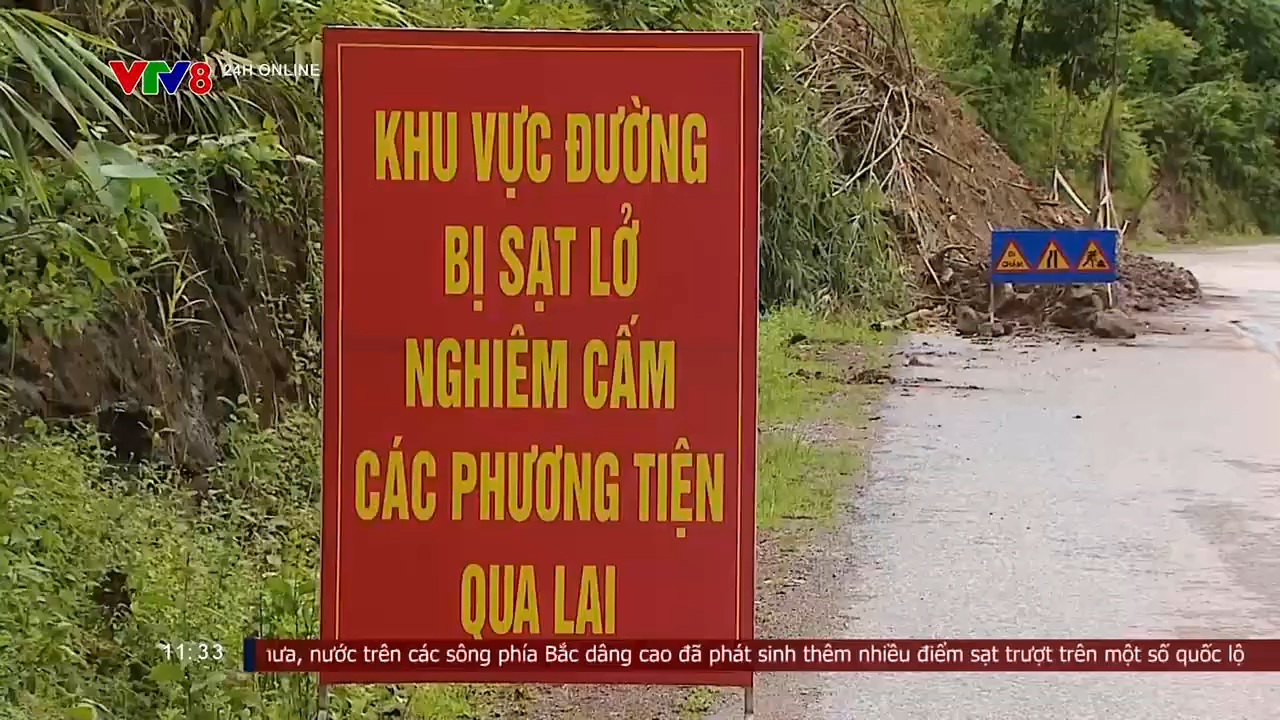 VTV8 24H ONLINE
KHU VỰC ĐƯỜNG
BỊ SẠT LỞ
NGHIÊM CẤM
CÁC PHƯƠNG TIỆN
QUA LẠI
ĐI CHẬM
11:33
nước trên các sông phía Bắc dâng cao đã phát sinh thêm nhiều điểm sạt trượt trên một số quốc lộ